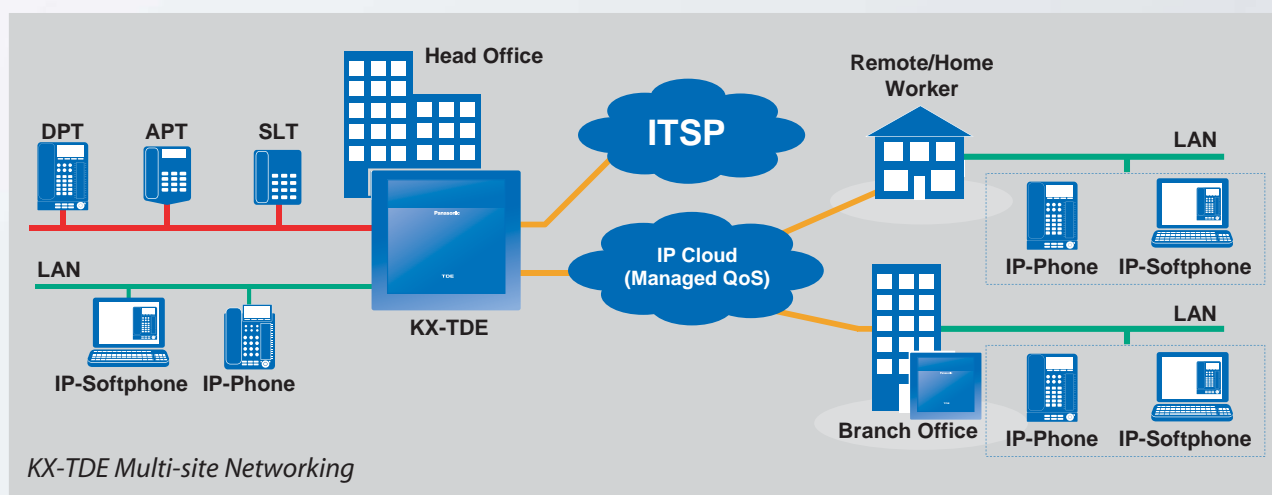 Head Office
Remote/Home
Worker
DPT
APT
SLT
ITSP
LAN
Panasonic
TDE
IP-Phone
IP-Softphone
LAN
IP Cloud
(Managed QoS)
KX-TDE
IP-Softphone
IP-Phone
LAN
Panasonic
TDE
Branch Office
IP-Phone
IP-Softphone
KX-TDE Multi-site Networking